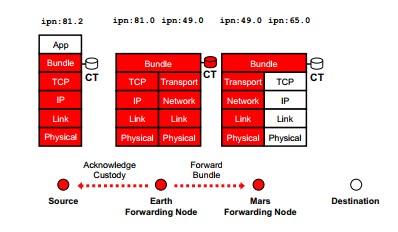 ipn:81.2 ipn:81.0 ipn:49.0 ipn:49.0 ipn:65.0
App
Bundle Bundle Bundle
CT CT CT
TCP TCP Transport Transport TCP
IP IP Network Network IP
Link Link Link Link Link
Physical Physical Physical Physical Physical
Acknowledge Custody
Forward Bundle
Source
Earth Forwarding Node
Mars Forwarding Node
Destination